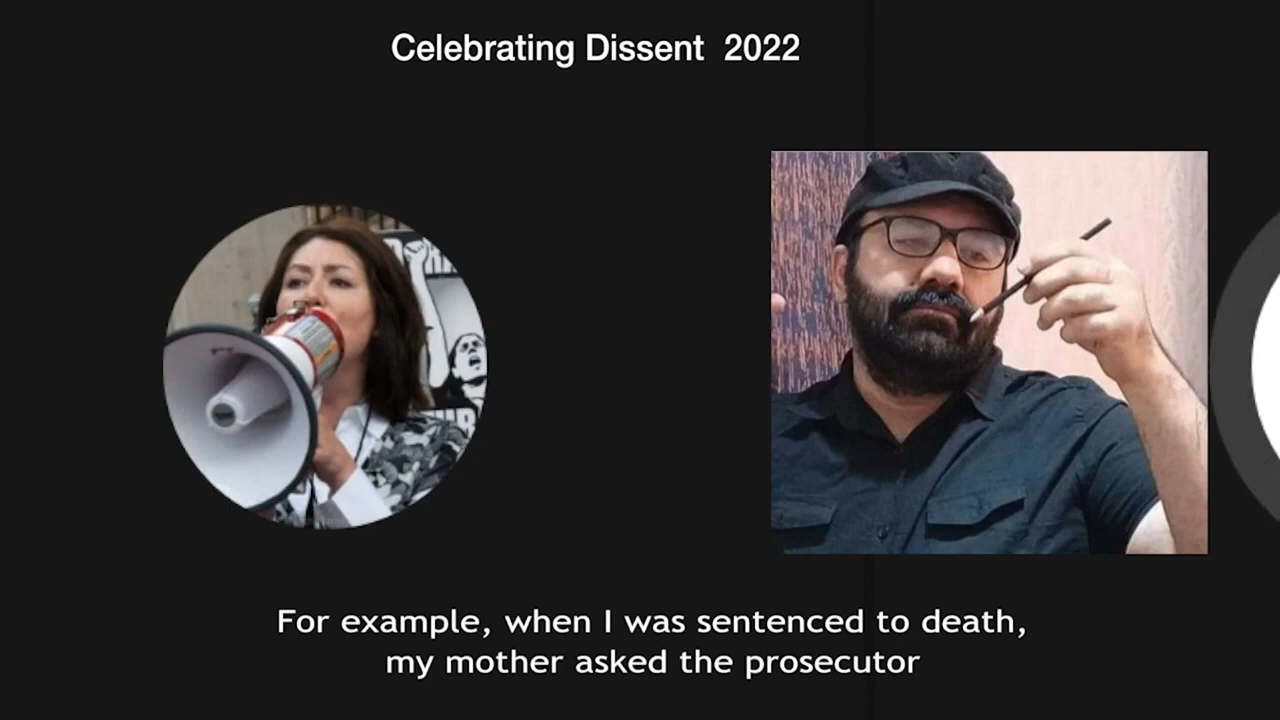 Celebrating Dissent 2022
For example, when I was sentenced to death,
my mother asked the prosecutor